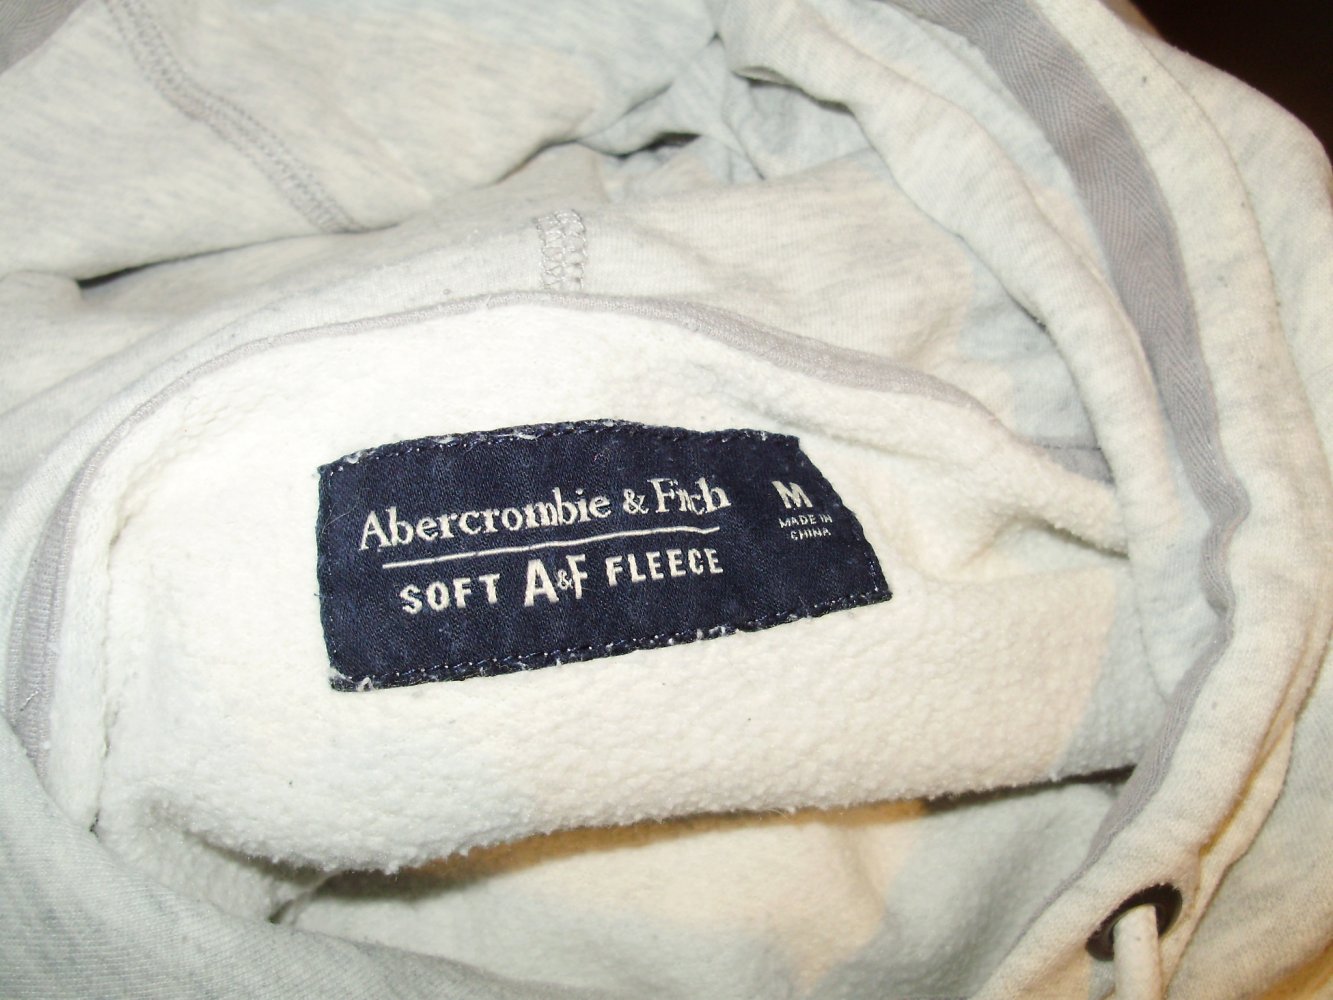 Abercrombie & Fitch
SOFT A&F FLEECE
M
MADE IN
CHINA